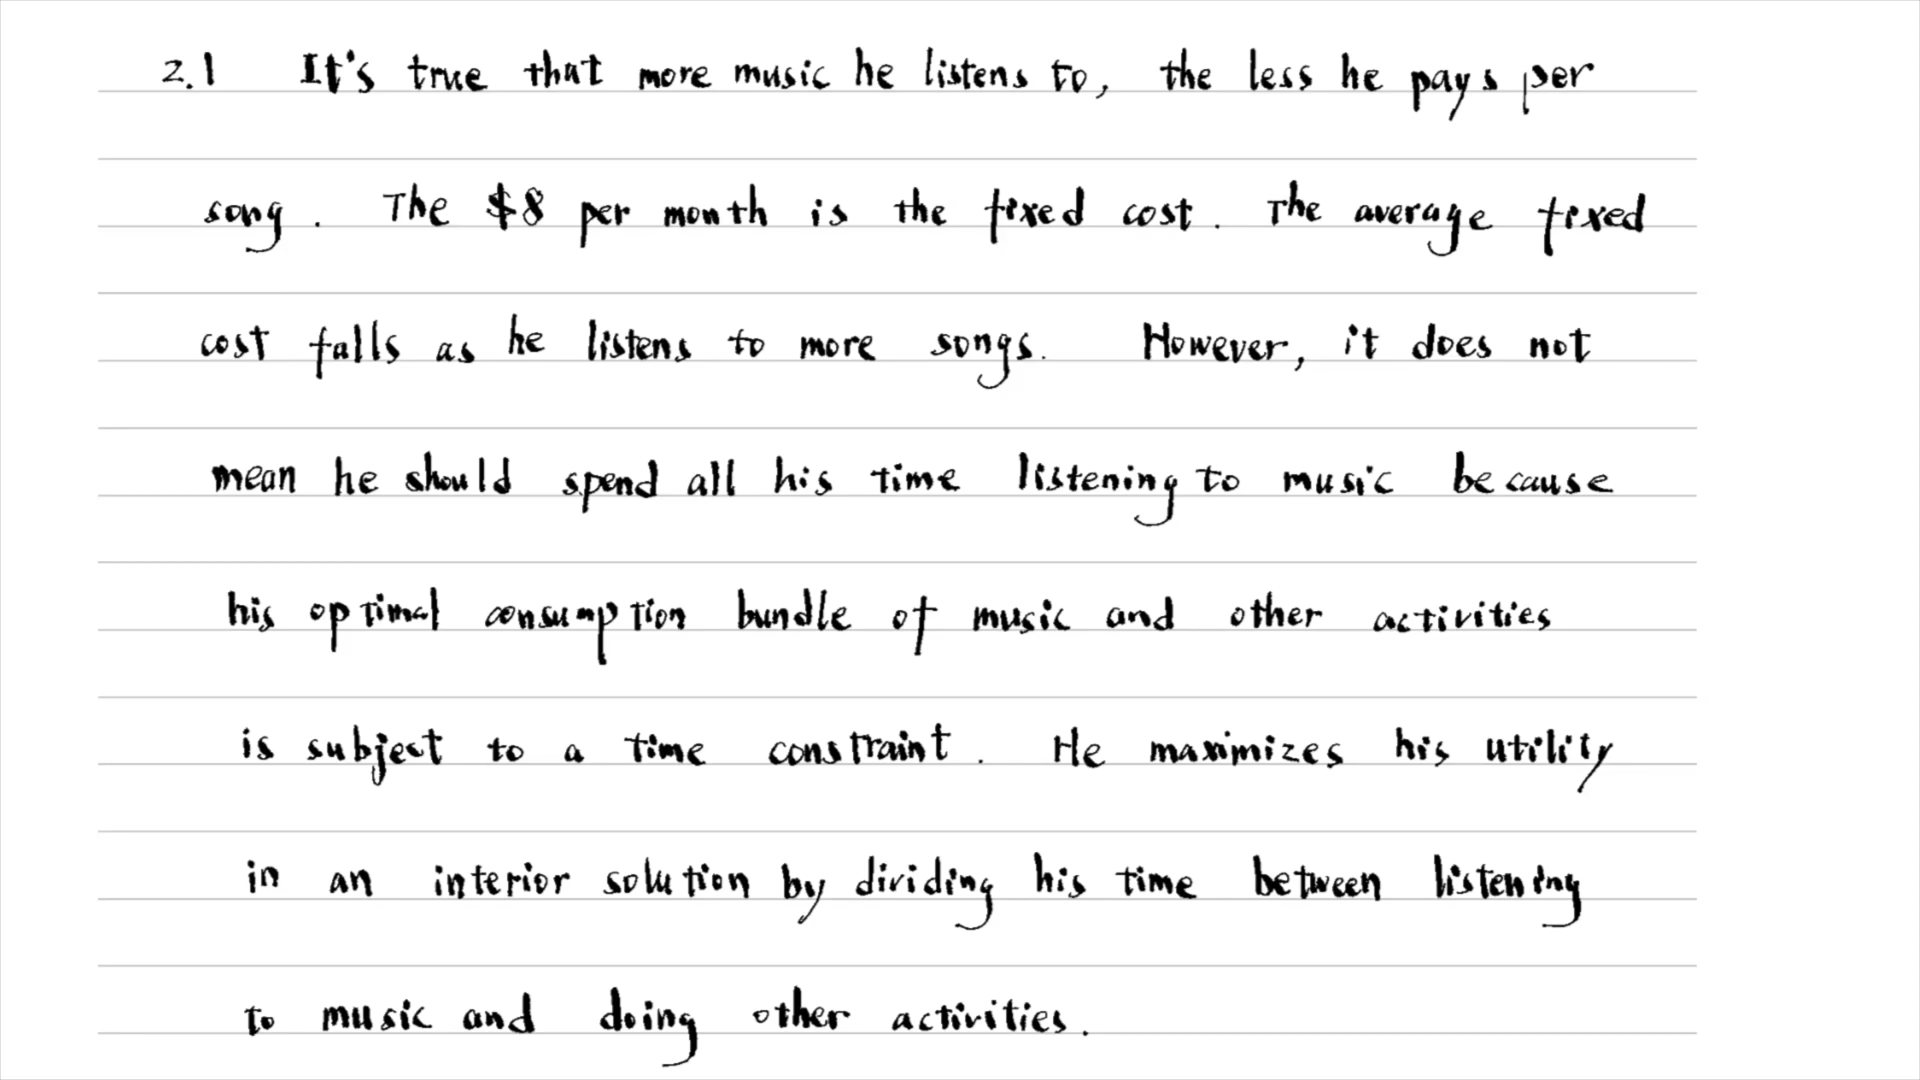 2.1 It's true that more music he listens to, the less he pays per
song. The $8 per month is the fixed cost. The average fixed
cost falls as he listens to more songs. However, it does not
mean he should spend all his time listening to music because
his optimal consumption bundle of music and other activities
is subject to a time constraint. He maximizes his utility
in an interior solution by dividing his time between listening
to music and doing other activities.